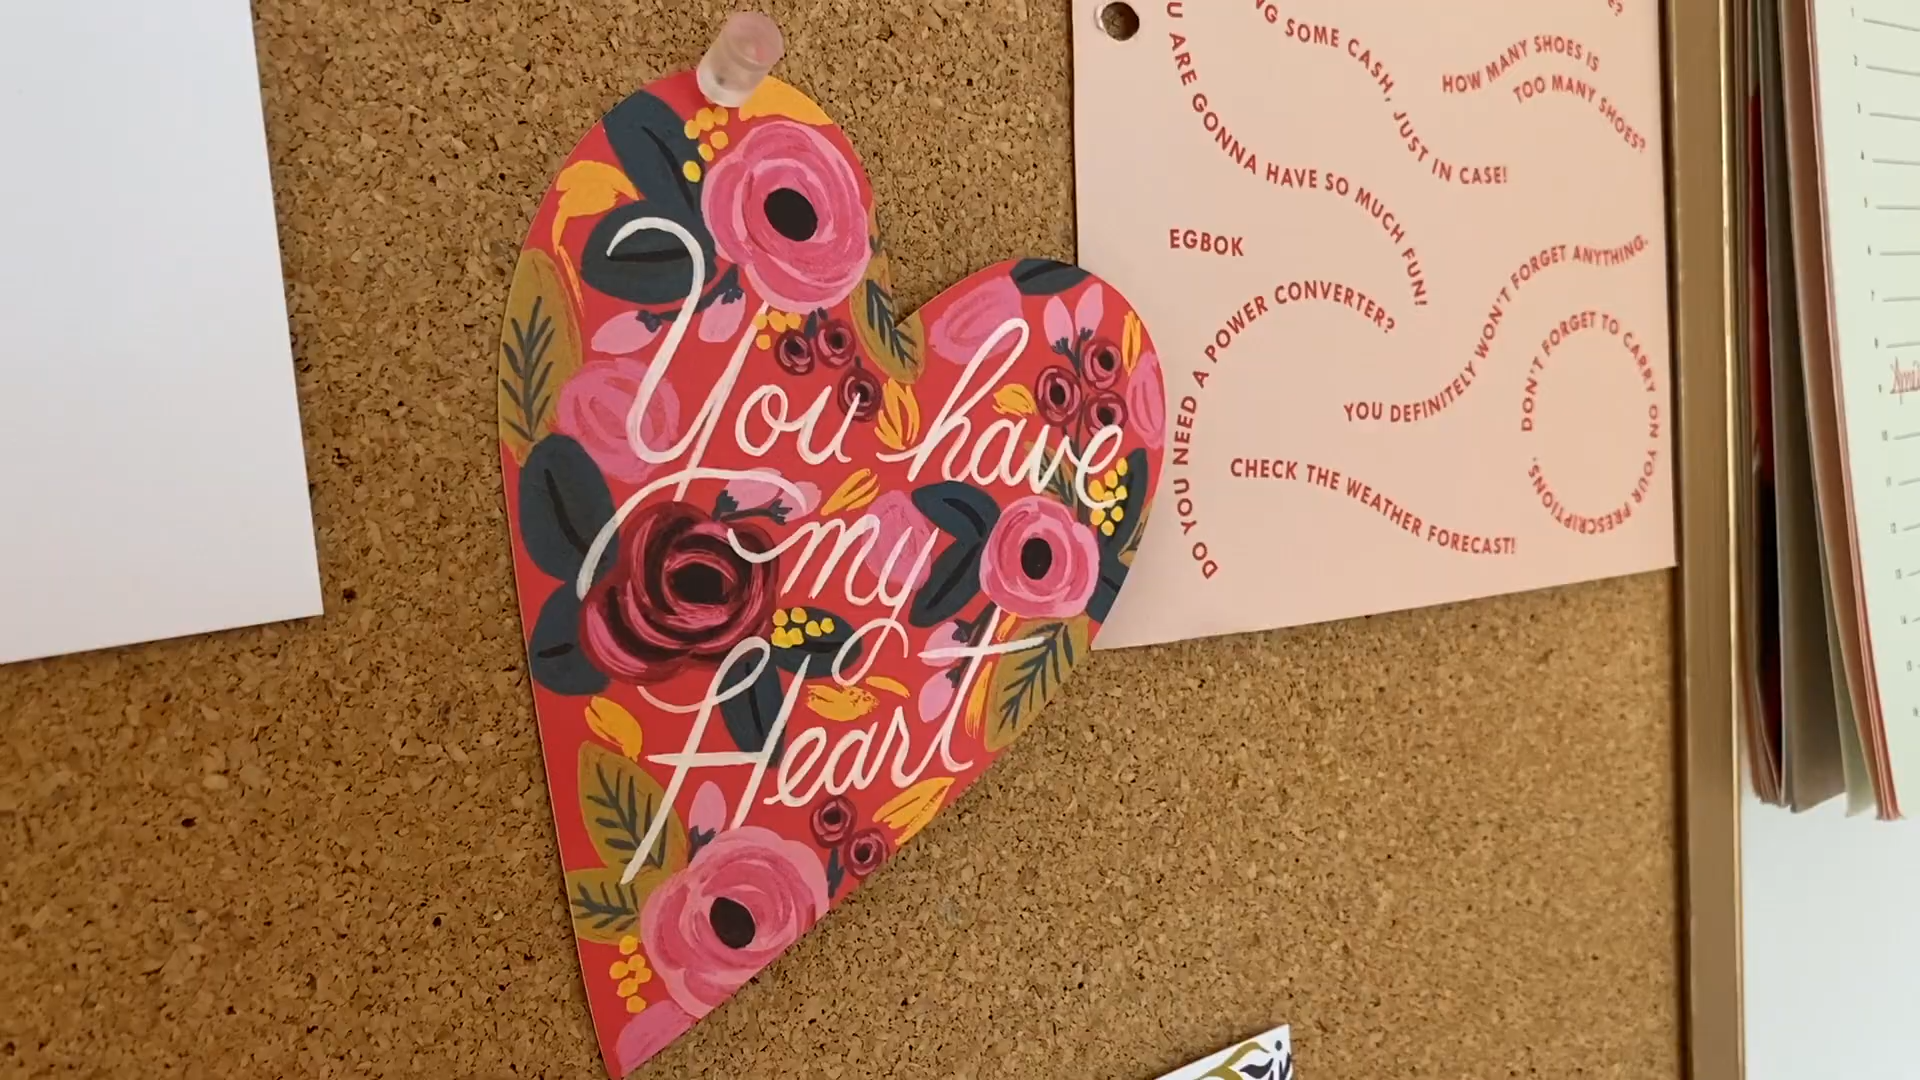 You have
my
Heart
SOME CASH, JUST IN CASE!
HOW MANY SHOES IS
TOO MANY SHOES?
ARE GONNA HAVE SO MUCH FUN!
EGBOK
DO YOU NEED A POWER CONVERTER?
YOU DEFINITELY WON'T FORGET ANYTHING.
DON'T FORGET TO CARRY ON YOUR PRESCRIPTIONS.
CHECK THE WEATHER FORECAST!